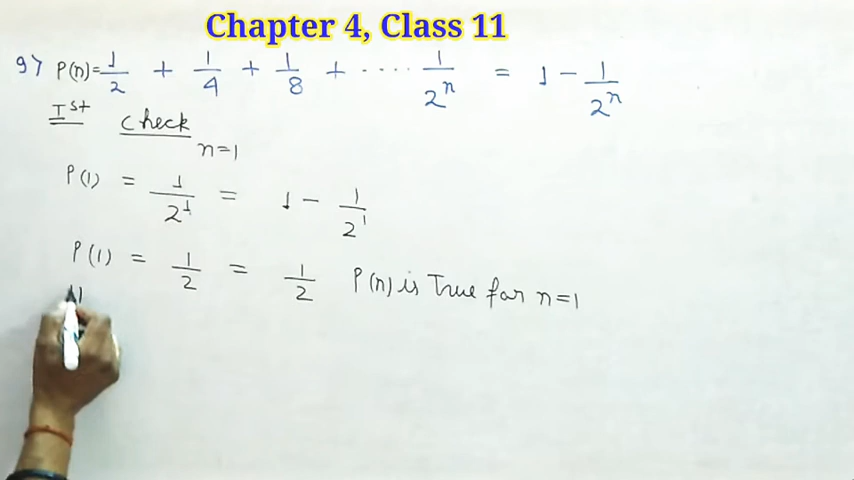 Chapter 4, Class 11
9> P(n) = 1/2 + 1/4 + 1/8 + .... 1/2^n = 1 - 1/2^n
Ist check
n=1
P(1) = 1/2^1 = 1 - 1/2^1
P(1) = 1/2 = 1/2 P(n) is True for n=1